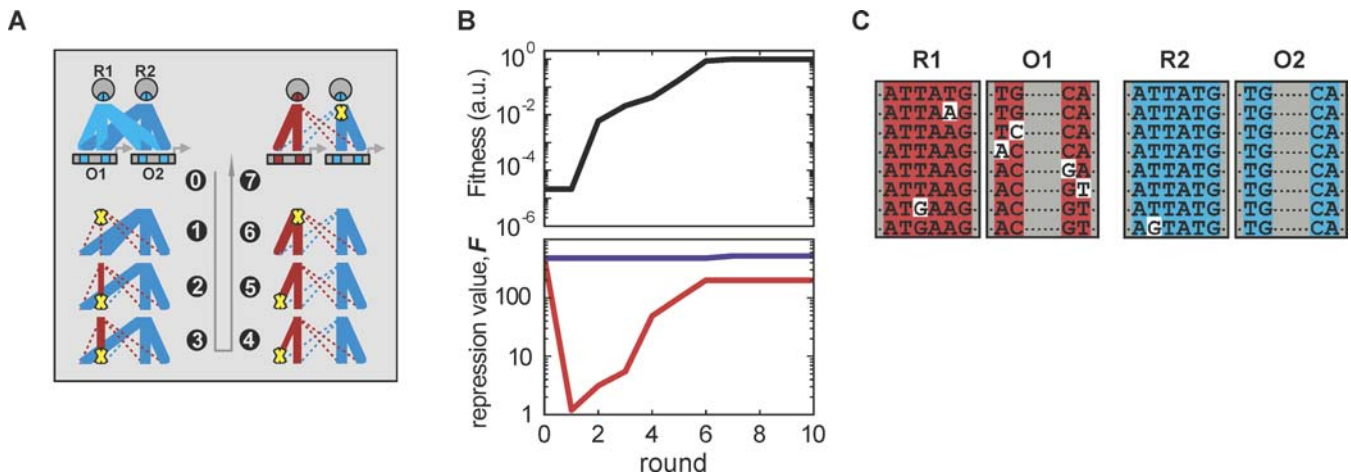 A
R1 R2
O1 O2
0 7
1 6
2 5
3 4
B
Fitness (a.u.)
10^0
10^-2
10^-4
10^-6
repression value, F
100
10
1
0 2 4 6 8 10
round
C
R1 O1 R2 O2
·ATTATG· ·TG······CA· ·ATTATG· ·TG······CA·
·ATTAAG· ·TG······CA· ·ATTATG· ·TG······CA·
·ATTAAG· ·TC······CA· ·ATTATG· ·TG······CA·
·ATTAAG· ·AC······CA· ·ATTATG· ·TG······CA·
·ATTAAG· ·AC······GA· ·ATTATG· ·TG······CA·
·ATTAAG· ·AC······GT· ·ATTATG· ·TG······CA·
·ATGAAG· ·AC······GT· ·ATTATG· ·TG······CA·
·ATGAAG· ·AC······GT· ·AGTATG· ·TG······CA·